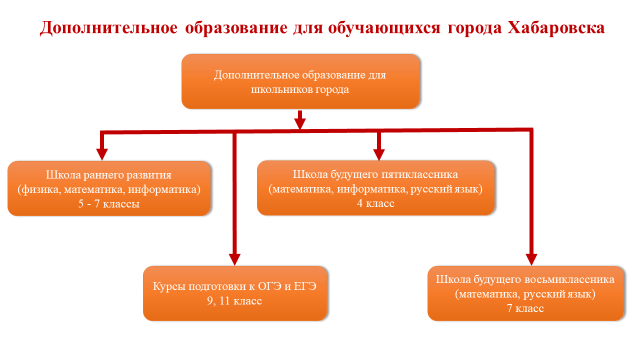 Дополнительное образование для обучающихся города Хабаровска
Дополнительное образование для
школьников города
Школа раннего развития
(физика, математика, информатика)
5 - 7 классы
Школа будущего пятиклассника
(математика, информатика, русский язык)
4 класс
Курсы подготовки к ОГЭ и ЕГЭ
9, 11 класс
Школа будущего восьмиклассника
(математика, русский язык)
7 класс